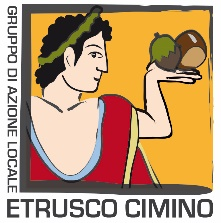 GRUPPO DI AZIONE LOCALE
ETRUSCO CIMINO